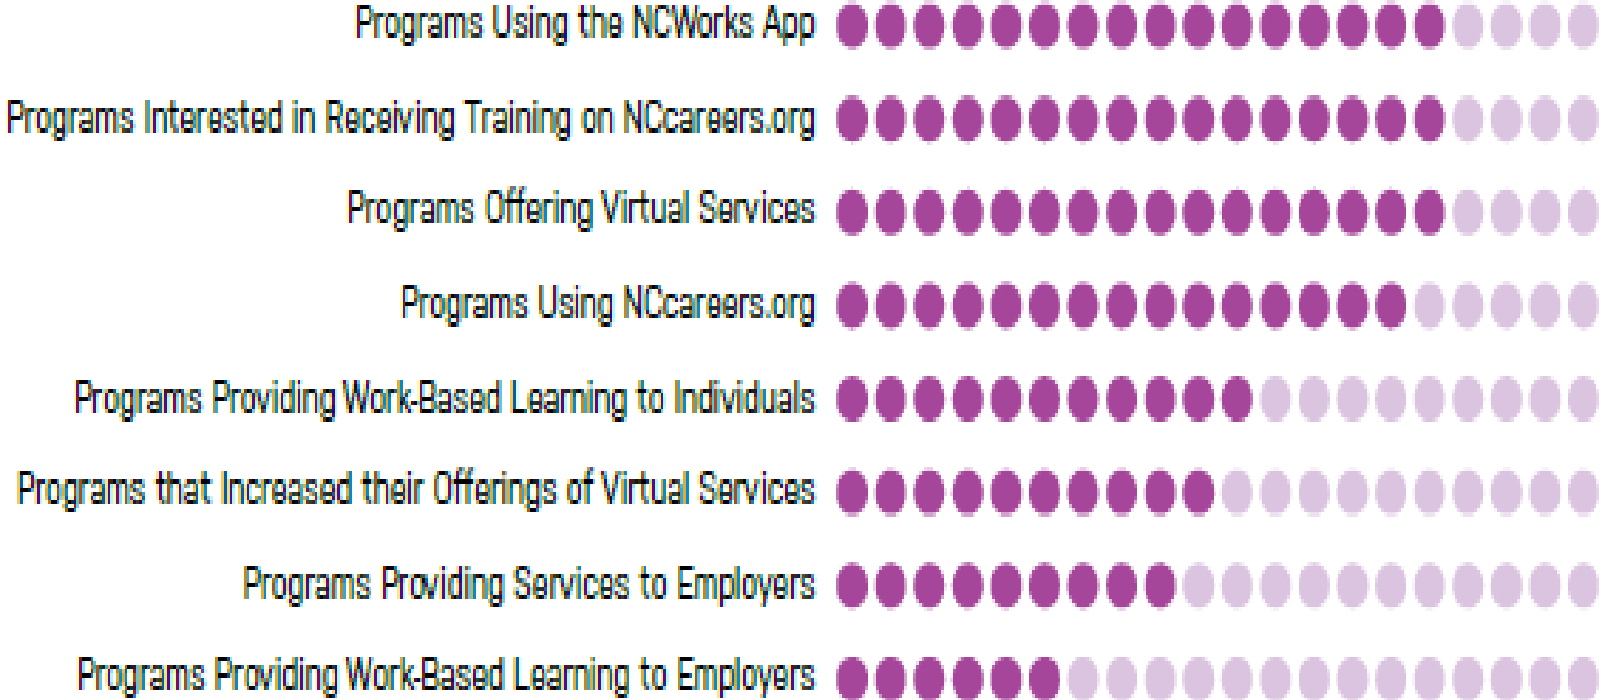 Programs Using the NCWorks App
Programs Interested in Receiving Training on NCcareers.org
Programs Offering Virtual Services
Programs Using NCcareers.org
Programs Providing Work-Based Learning to Individuals
Programs that Increased their Offerings of Virtual Services
Programs Providing Services to Employers
Programs Providing Work-Based Learning to Employers